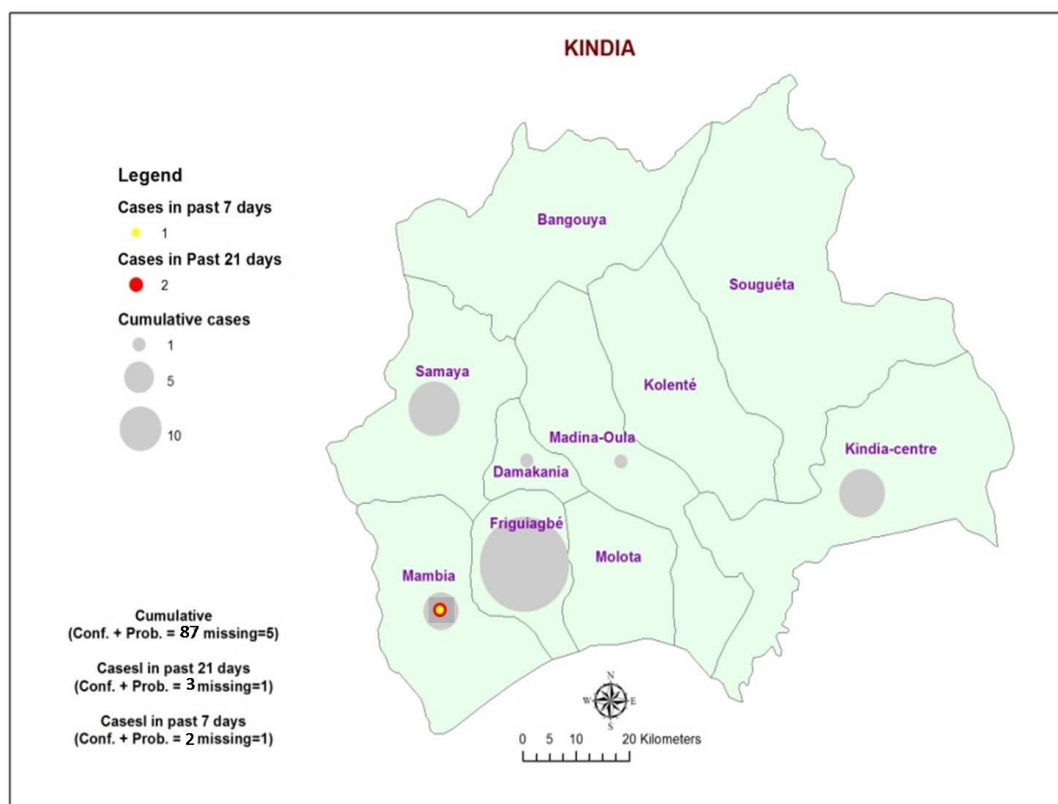 KINDIA
Legend
Cases in past 7 days
1
Cases in Past 21 days
2
Cumulative cases
1
5
10
Bangouya
Souguéta
Samaya
Kolenté
Madina-Oula
Kindia-centre
Damakania
Friguiagbé
Molota
Mambia
Cumulative
(Conf. + Prob. = 87 missing=5)
Casesl in past 21 days
(Conf. + Prob. = 3 missing=1)
Casesl in past 7 days
(Conf. + Prob. = 2 missing=1)
N
W E
S
0 5 10 20 Kilometers